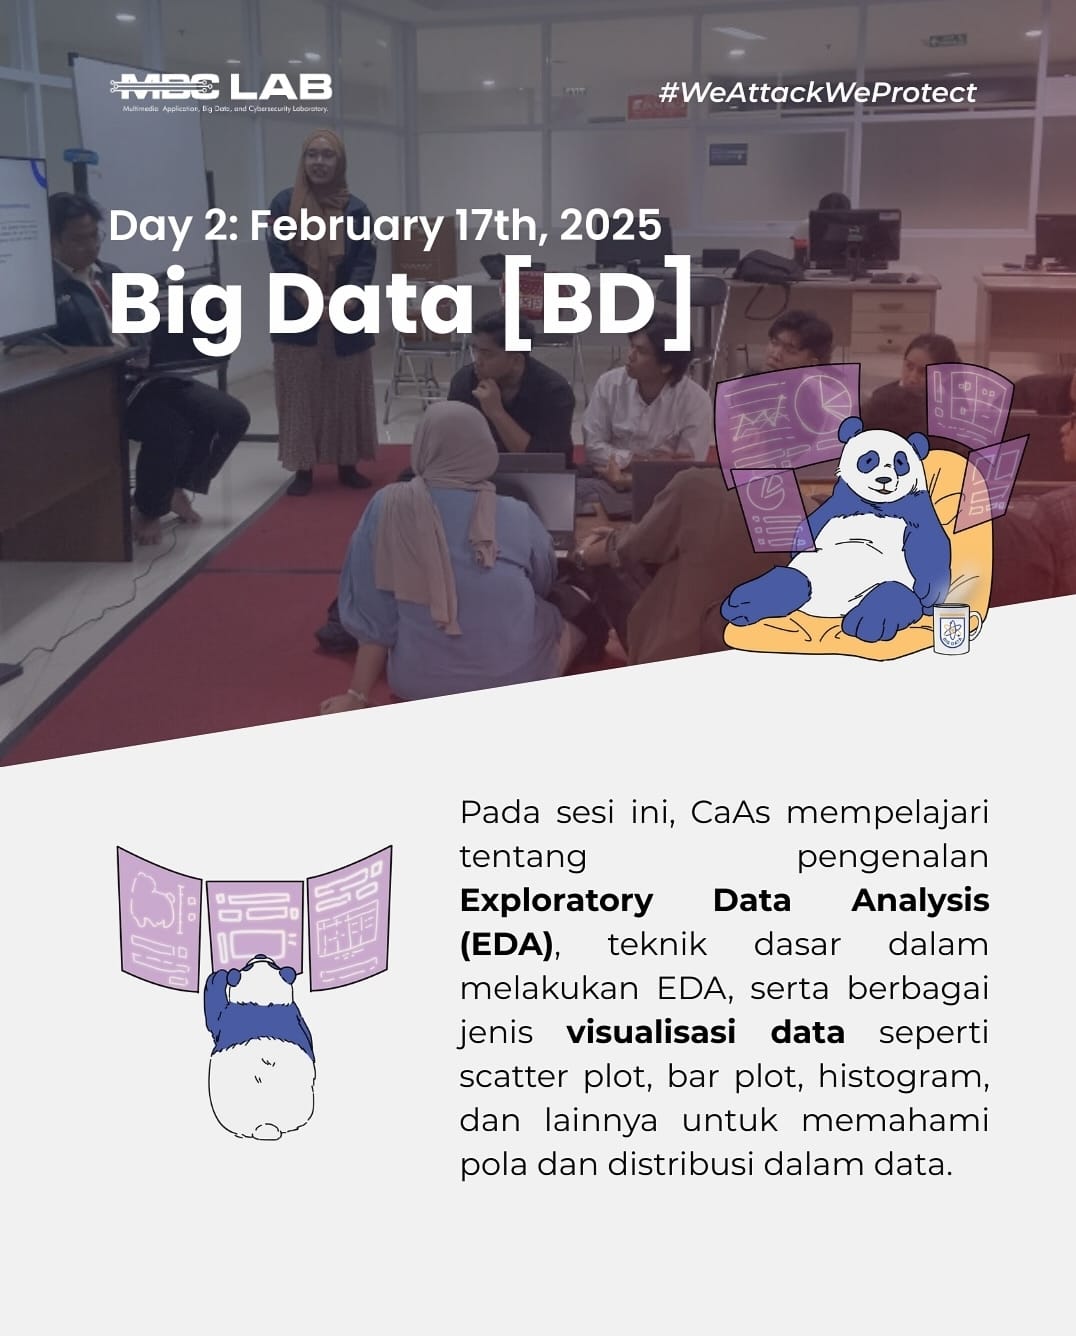 MBC LAB
Multimedia Application, Big Data, and Cybersecurity Laboratory.
#WeAttackWeProtect
Day 2: February 17th, 2025
Big Data [BD]
BIG DATA
Pada sesi ini, CaAs mempelajari
tentang pengenalan
Exploratory Data Analysis
(EDA), teknik dasar dalam
melakukan EDA, serta berbagai
jenis visualisasi data seperti
scatter plot, bar plot, histogram,
dan lainnya untuk memahami
pola dan distribusi dalam data.